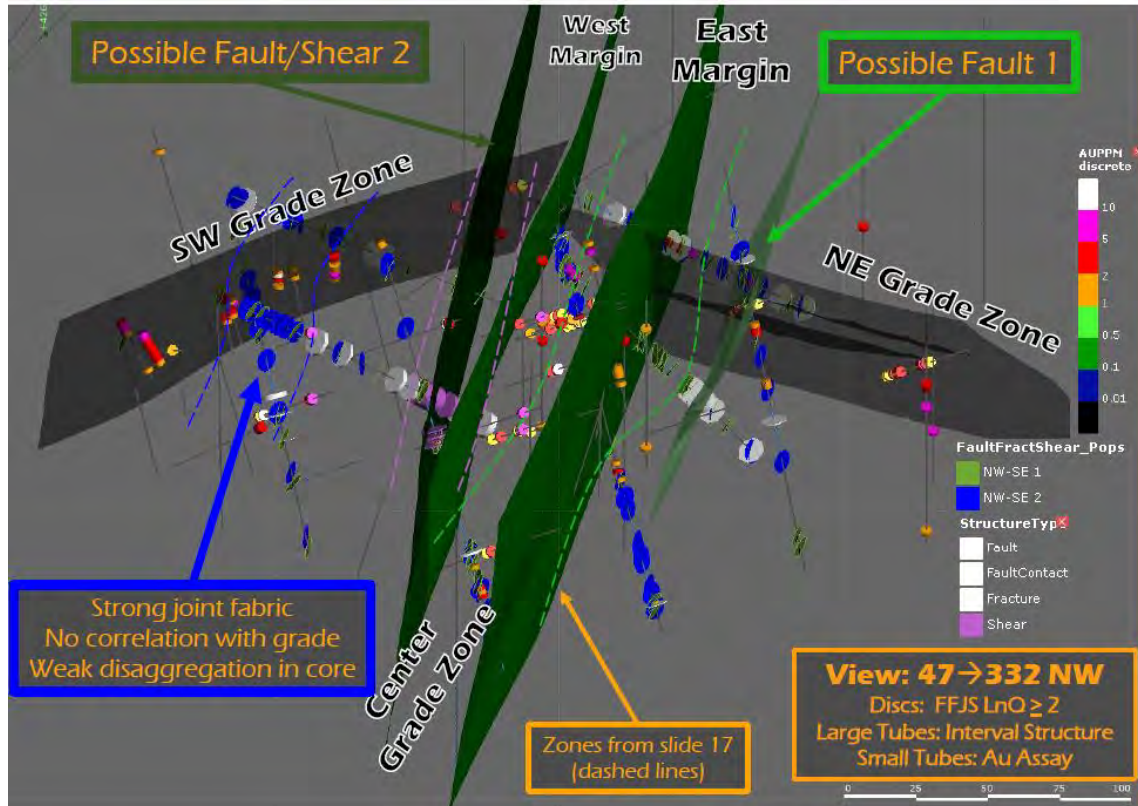 Possible Fault/Shear 2
West
Margin
East
Margin
Possible Fault 1
SW Grade Zone
NE Grade Zone
AUPPM
discrete
10
5
2
1
0.5
0.1
0.01
FaultFractShear_Pops
NW-SE 1
NW-SE 2
StructureType
Fault
FaultContact
Fracture
Shear
Strong joint fabric
No correlation with grade
Weak disaggregation in core
Center
Grade Zone
Zones from slide 17
(dashed lines)
View: 47→332 NW
Discs: FFJS LnQ ≥ 2
Large Tubes: Interval Structure
Small Tubes: Au Assay
0 25 50 75 100